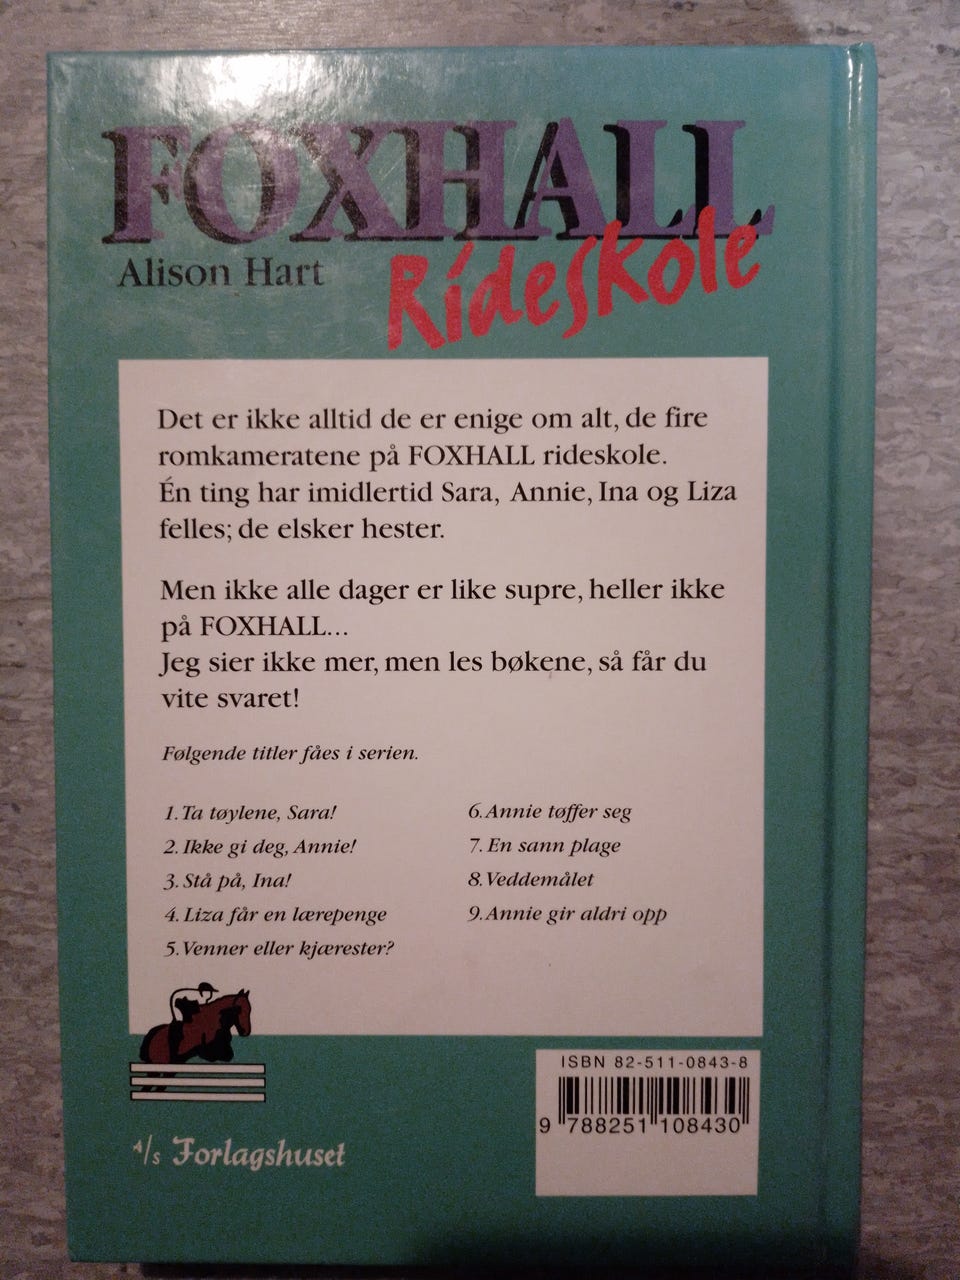 FOXHALL
Alison Hart
Rideskole
Det er ikke alltid de er enige om alt, de fire
romkameratene på FOXHALL rideskole.
Én ting har imidlertid Sara, Annie, Ina og Liza
felles; de elsker hester.
Men ikke alle dager er like supre, heller ikke
på FOXHALL...
Jeg sier ikke mer, men les bøkene, så får du
vite svaret!
Følgende titler fåes i serien.
1. Ta tøylene, Sara!
2. Ikke gi deg, Annie!
3. Stå på, Ina!
4. Liza får en lærepenge
5. Venner eller kjærester?
6. Annie tøffer seg
7. En sann plage
8. Veddemålet
9. Annie gir aldri opp
A/s Forlagshuset
ISBN 82-511-0843-8
9 788251 108430